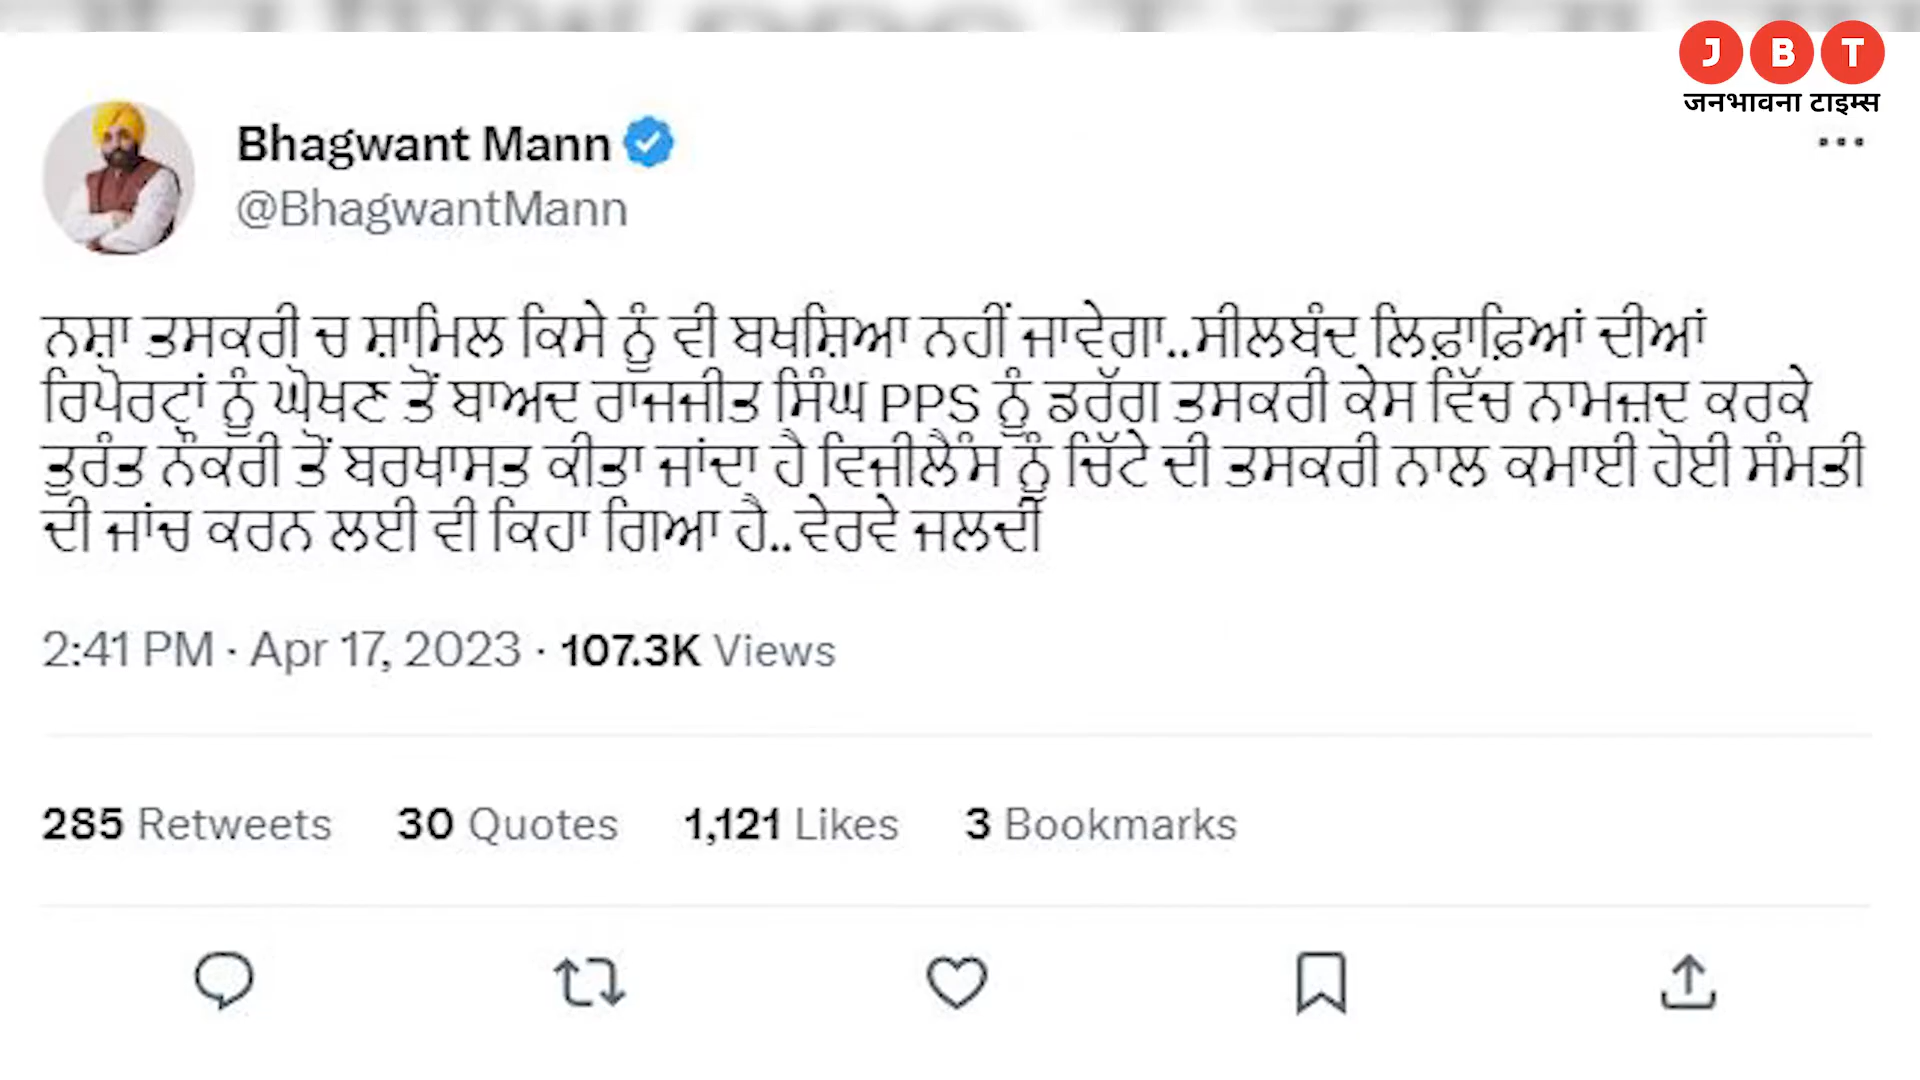 J B T
जनभावना टाइम्स
Bhagwant Mann
@BhagwantMann
ਨਸ਼ਾ ਤਸਕਰੀ ਚ ਸ਼ਾਮਿਲ ਕਿਸੇ ਨੂੰ ਵੀ ਬਖਸ਼ਿਆ ਨਹੀਂ ਜਾਵੇਗਾ..ਸੀਲਬੰਦ ਲਿਫ਼ਾਫ਼ਿਆਂ ਦੀਆਂ
ਰਿਪੋਰਟਾਂ ਨੂੰ ਘੋਖਣ ਤੋਂ ਬਾਅਦ ਰਾਜਜੀਤ ਸਿੰਘ PPS ਨੂੰ ਡਰੱਗ ਤਸਕਰੀ ਕੇਸ ਵਿੱਚ ਨਾਮਜ਼ਦ ਕਰਕੇ
ਤੁਰੰਤ ਨੌਕਰੀ ਤੋਂ ਬਰਖਾਸਤ ਕੀਤਾ ਜਾਂਦਾ ਹੈ ਵਿਜੀਲੈਂਸ ਨੂੰ ਚਿੱਟੇ ਦੀ ਤਸਕਰੀ ਨਾਲ ਕਮਾਈ ਹੋਈ ਸੰਮਤੀ
ਦੀ ਜਾਂਚ ਕਰਨ ਲਈ ਵੀ ਕਿਹਾ ਗਿਆ ਹੈ..ਵੇਰਵੇ ਜਲਦੀ
2:41 PM · Apr 17, 2023 · 107.3K Views
285 Retweets 30 Quotes 1,121 Likes 3 Bookmarks